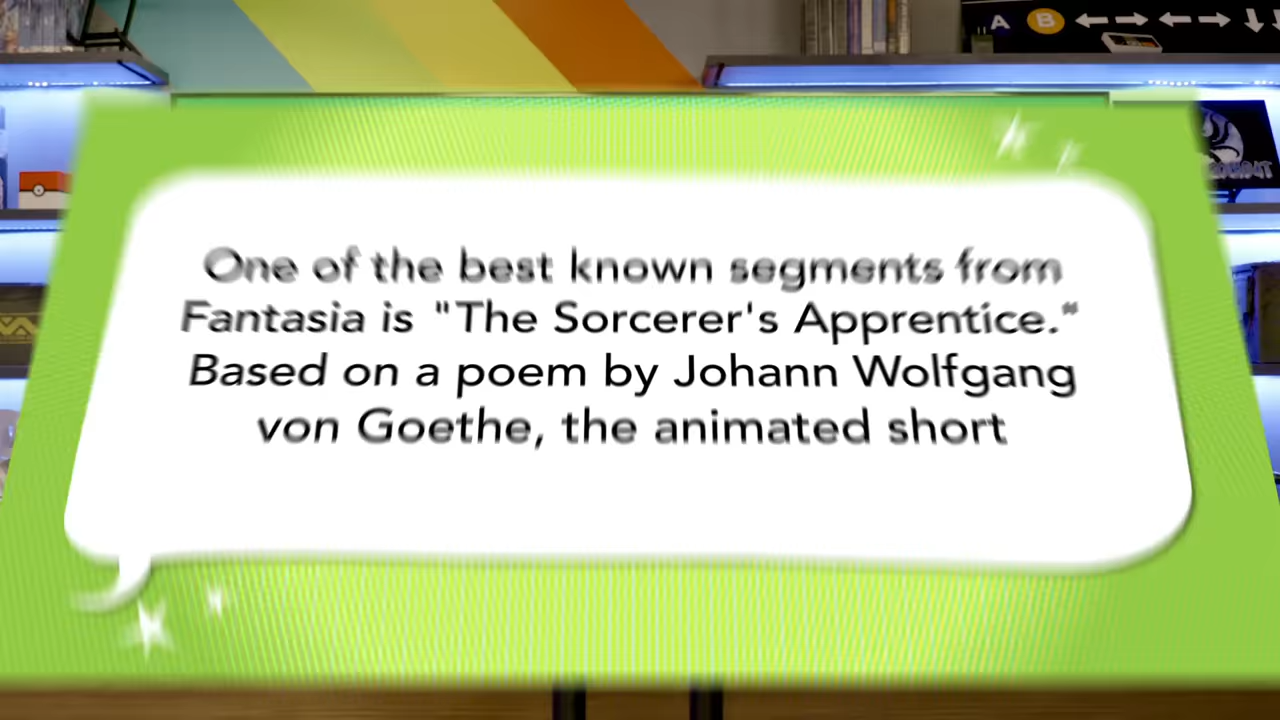 A B
One of the best known segments from
Fantasia is "The Sorcerer's Apprentice."
Based on a poem by Johann Wolfgang
von Goethe, the animated short